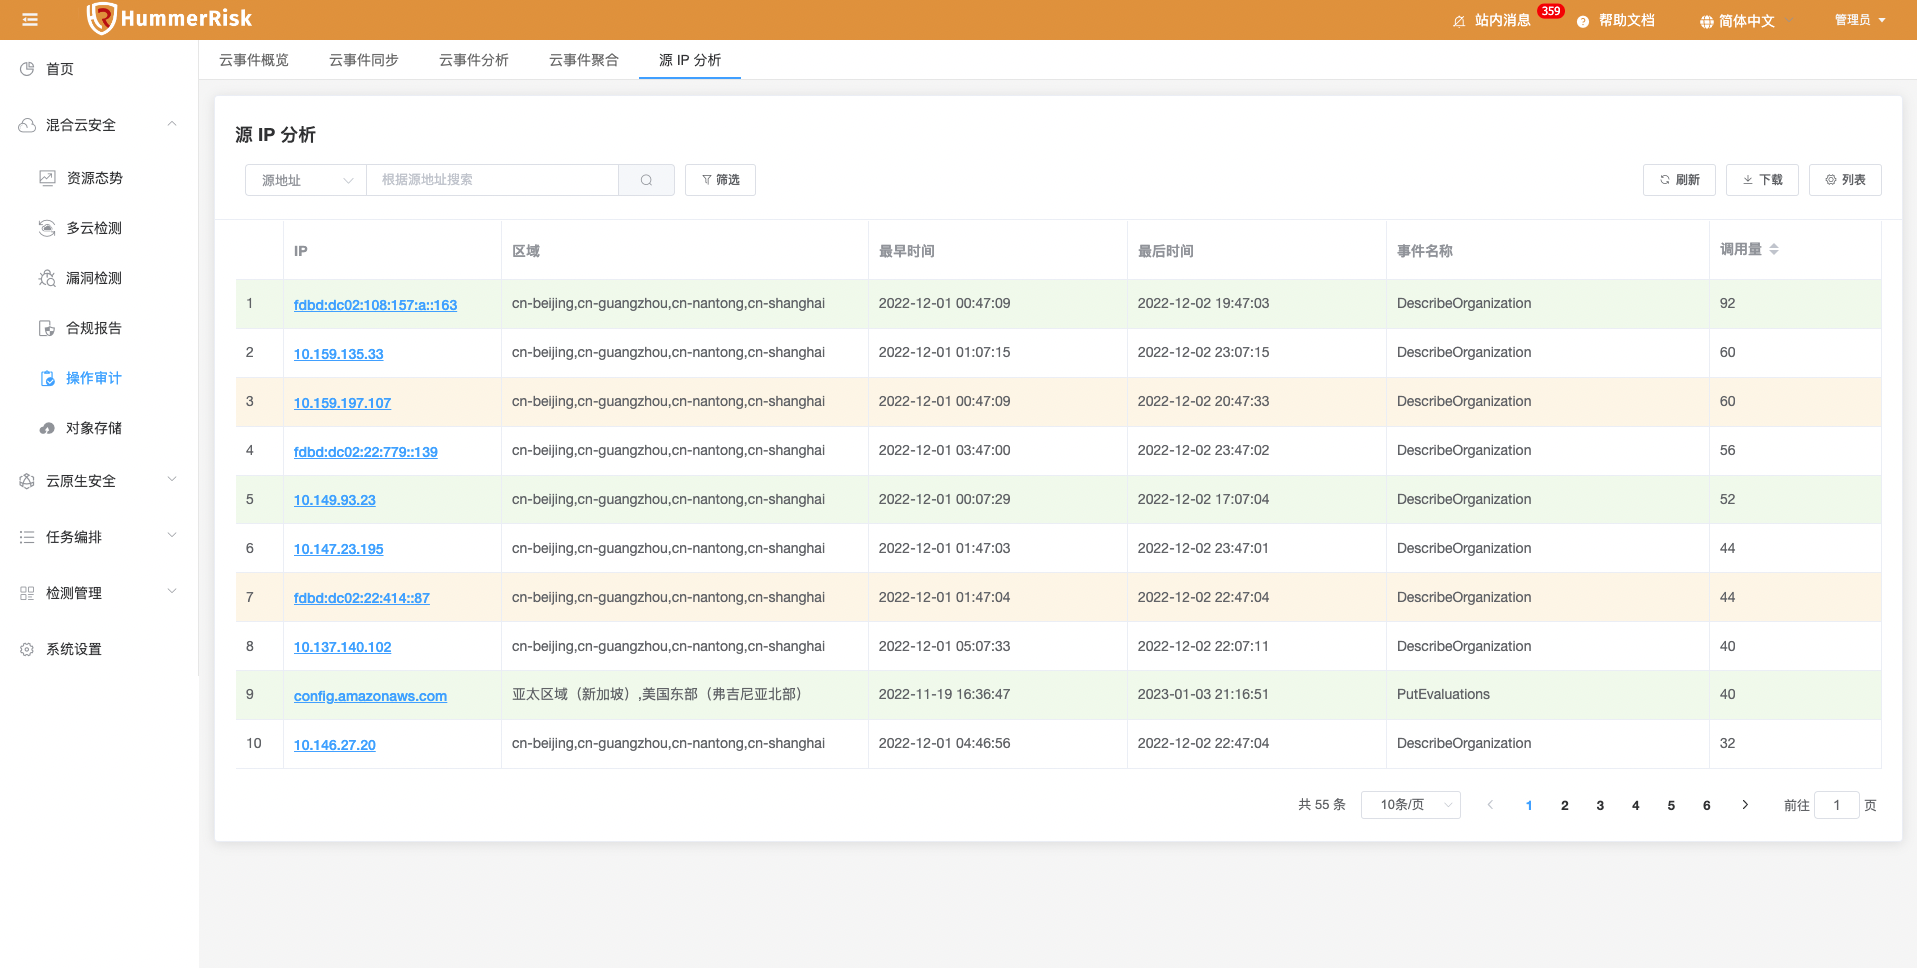 HummerRisk
站内消息 359 帮助文档 简体中文 管理员
首页
混合云安全
资源态势
多云检测
漏洞检测
合规报告
操作审计
对象存储
云原生安全
任务编排
检测管理
系统设置
云事件概览 云事件同步 云事件分析 云事件聚合 源 IP 分析
源 IP 分析
源地址 根据源地址搜索 筛选 刷新 下载 列表
IP 区域 最早时间 最后时间 事件名称 调用量
1 fdbd:dc02:108:157:a::163 cn-beijing,cn-guangzhou,cn-nantong,cn-shanghai 2022-12-01 00:47:09 2022-12-02 19:47:03 DescribeOrganization 92
2 10.159.135.33 cn-beijing,cn-guangzhou,cn-nantong,cn-shanghai 2022-12-01 01:07:15 2022-12-02 23:07:15 DescribeOrganization 60
3 10.159.197.107 cn-beijing,cn-guangzhou,cn-nantong,cn-shanghai 2022-12-01 00:47:09 2022-12-02 20:47:33 DescribeOrganization 60
4 fdbd:dc02:22:779::139 cn-beijing,cn-guangzhou,cn-nantong,cn-shanghai 2022-12-01 03:47:00 2022-12-02 23:47:02 DescribeOrganization 56
5 10.149.93.23 cn-beijing,cn-guangzhou,cn-nantong,cn-shanghai 2022-12-01 00:07:29 2022-12-02 17:07:04 DescribeOrganization 52
6 10.147.23.195 cn-beijing,cn-guangzhou,cn-nantong,cn-shanghai 2022-12-01 01:47:03 2022-12-02 23:47:01 DescribeOrganization 44
7 fdbd:dc02:22:414::87 cn-beijing,cn-guangzhou,cn-nantong,cn-shanghai 2022-12-01 01:47:04 2022-12-02 22:47:04 DescribeOrganization 44
8 10.137.140.102 cn-beijing,cn-guangzhou,cn-nantong,cn-shanghai 2022-12-01 05:07:33 2022-12-02 22:07:11 DescribeOrganization 40
9 config.amazonaws.com 亚太区域（新加坡）,美国东部（弗吉尼亚北部） 2022-11-19 16:36:47 2023-01-03 21:16:51 PutEvaluations 40
10 10.146.27.20 cn-beijing,cn-guangzhou,cn-nantong,cn-shanghai 2022-12-01 04:46:56 2022-12-02 22:47:04 DescribeOrganization 32
共 55 条 10条/页 1 2 3 4 5 6 前往 1 页